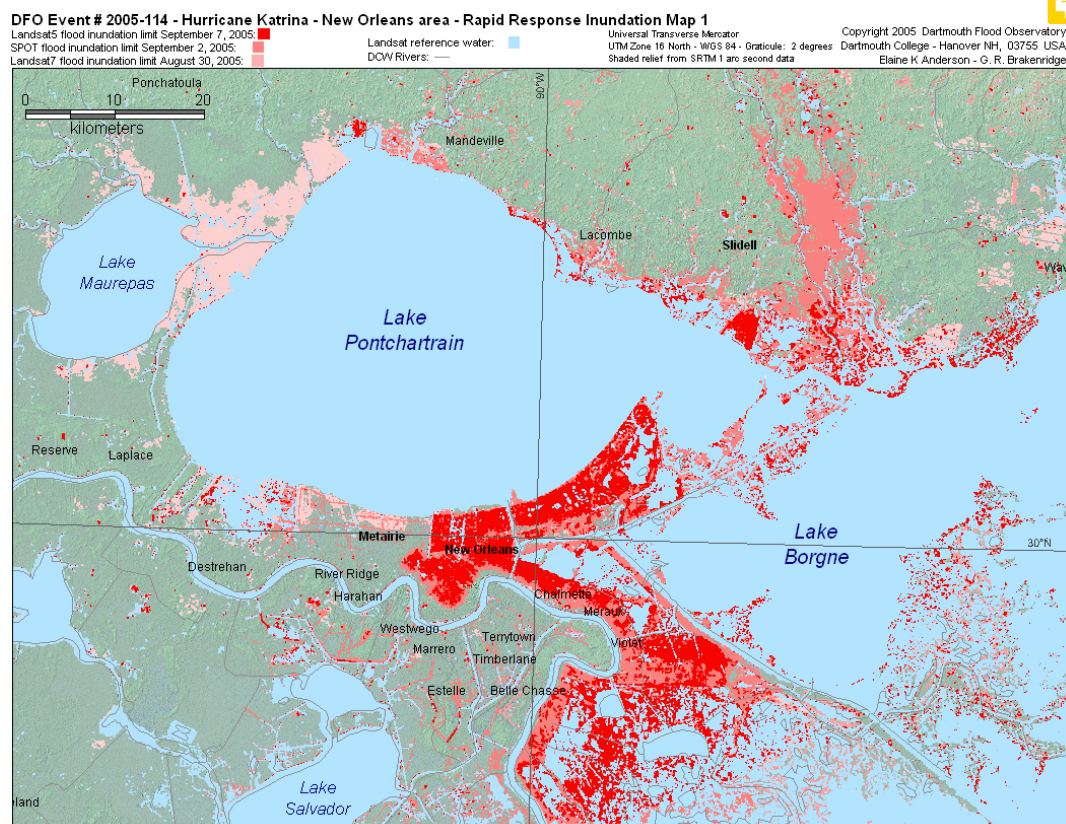 DFO Event # 2005-114 - Hurricane Katrina - New Orleans area - Rapid Response Inundation Map 1
Landsat5 flood inundation limit September 7, 2005:
SPOT flood inundation limit September 2, 2005:
Landsat7 flood inundation limit August 30, 2005:
Landsat reference water:
DCW Rivers:
Universal Transverse Mercator
UTM Zone 16 North - WGS 84 - Graticule: 2 degrees
Shaded relief from SRTM 1 arc second data
Copyright 2005 Dartmouth Flood Observatory
Dartmouth College - Hanover NH, 03755 USA
Elaine K Anderson - G. R. Brakenridge
Ponchatoula
90°W
0 10 20
kilometers
Mandeville
Lacombe
Slidell
Wav
Lake
Maurepas
Lake
Pontchartrain
Reserve
Laplace
Metairie
New Orleans
Lake
Borgne
30°N
Destrehan
River Ridge
Harahan
Chalmette
Meraux
Westwego
Terrytown
Violet
Marrero
Timberlane
Estelle
Belle Chasse
Lake
Salvador
eland